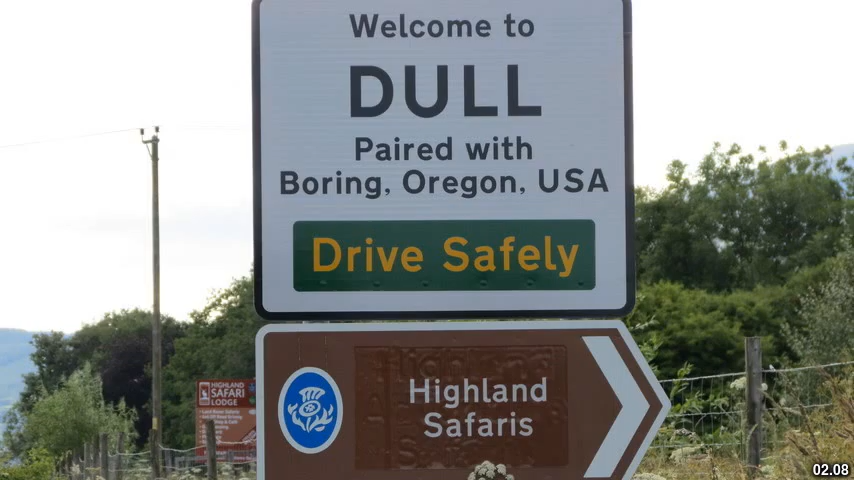 Welcome to
DULL
Paired with
Boring, Oregon, USA
Drive Safely
Highland
Safaris
HIGHLAND
SAFARI
LODGE
02.08